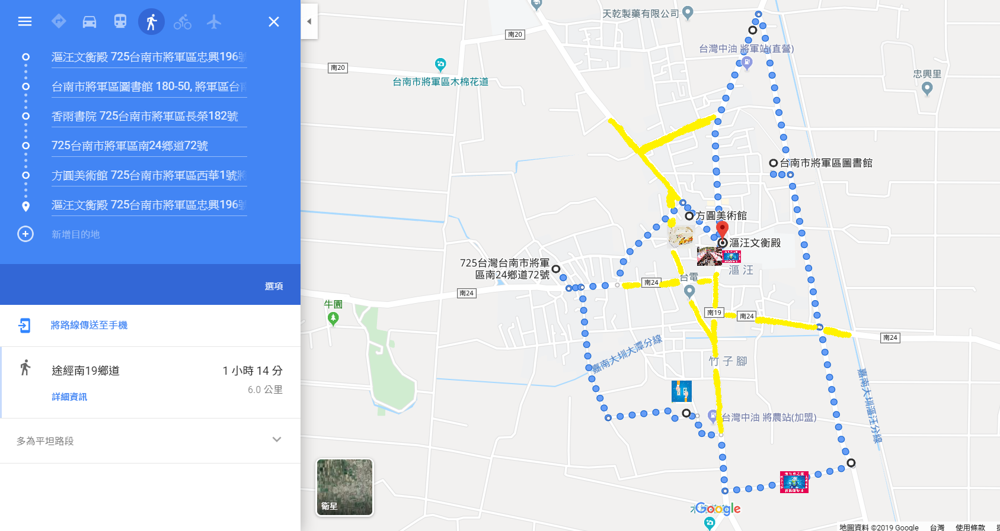 漚汪文衡殿 725台南市將軍區忠興196號
台南市將軍區圖書館 180-50, 將軍區台南
香雨書院 725台南市將軍區長榮182號
725台南市將軍區南24鄉道72號
方圓美術館 725台南市將軍區西華1號將
漚汪文衡殿 725台南市將軍區忠興196號
新增目的地
選項
將路線傳送至手機
途經南19鄉道
1 小時 14 分
6.0 公里
詳細資訊
多為平坦路段
衛星
天乾製藥有限公司
南20
南20
台灣中油 將軍站(直營)
台南市將軍區木棉花道
忠興里
台南市將軍區圖書館
方圓美術館
漚汪文衡殿
725台灣台南市將軍
區南24鄉道72號
漚汪
台電
南24
南24
牛園
南19
南24
南24
嘉南大圳大潭分線
竹子腳
嘉南大圳漚汪分線
台灣中油 將農站(加盟)
Google
地圖資料 ©2019 Google
台灣
使用條款